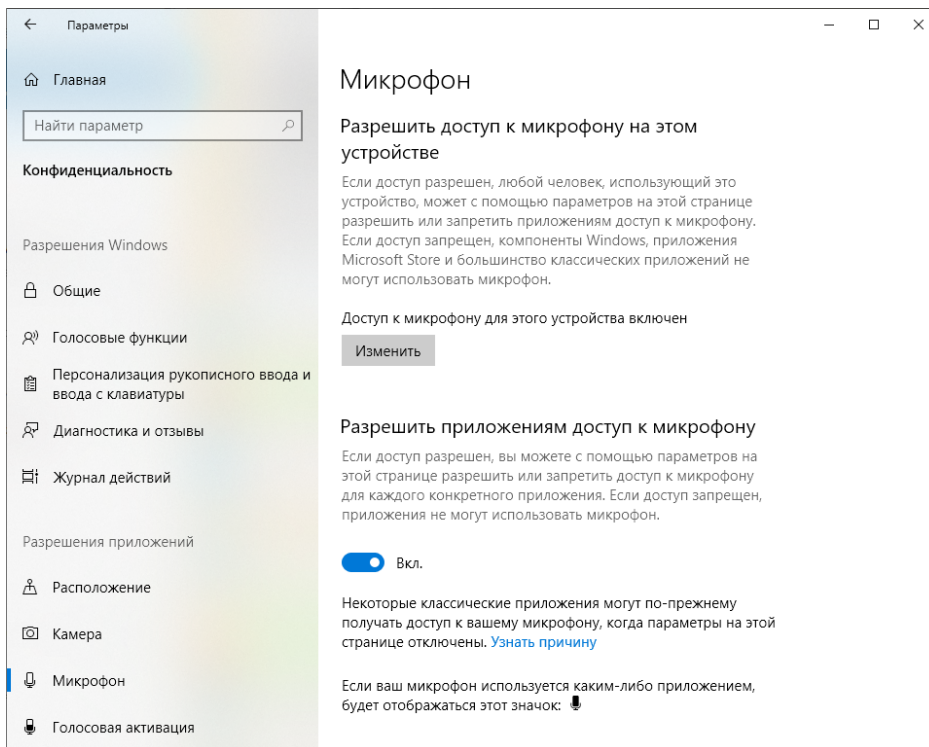 Параметры
Главная
Найти параметр
Конфиденциальность
Разрешения Windows
Общие
Голосовые функции
Персонализация рукописного ввода и
ввода с клавиатуры
Диагностика и отзывы
Журнал действий
Разрешения приложений
Расположение
Камера
Микрофон
Голосовая активация
Микрофон
Разрешить доступ к микрофону на этом
устройстве
Если доступ разрешен, любой человек, использующий это
устройство, может с помощью параметров на этой странице
разрешить или запретить приложениям доступ к микрофону.
Если доступ запрещен, компоненты Windows, приложения
Microsoft Store и большинство классических приложений не
могут использовать микрофон.
Доступ к микрофону для этого устройства включен
Изменить
Разрешить приложениям доступ к микрофону
Если доступ разрешен, вы можете с помощью параметров на
этой странице разрешить или запретить доступ к микрофону
для каждого конкретного приложения. Если доступ запрещен,
приложения не могут использовать микрофон.
Вкл.
Некоторые классические приложения могут по-прежнему
получать доступ к вашему микрофону, когда параметры на этой
странице отключены. Узнать причину
Если ваш микрофон используется каким-либо приложением,
будет отображаться этот значок: